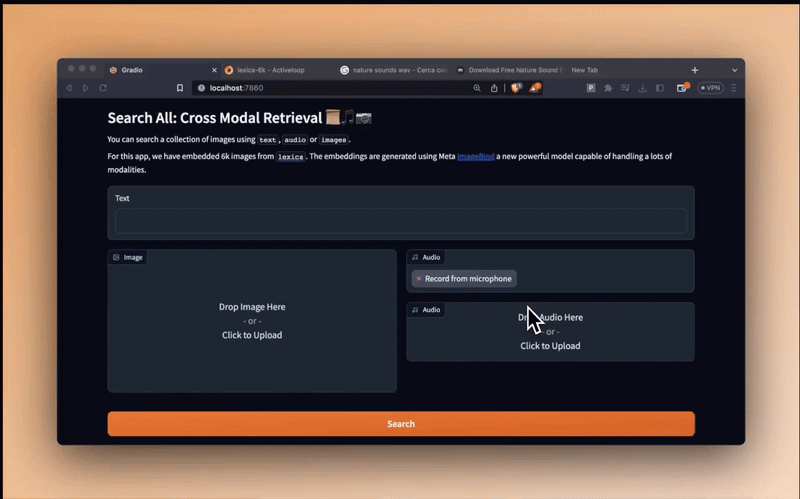 Gradio
lexica-6k - Activeloop
nature sounds wav - Cerca con
Download Free Nature Sound
New Tab
localhost:7860
VPN
Search All: Cross Modal Retrieval
You can search a collection of images using text, audio or images.
For this app, we have embedded 6k images from lexica. The embeddings are generated using Meta ImageBind a new powerful model capable of handling a lots of
modalities.
Text
Image
Drop Image Here
- or -
Click to Upload
Audio
Record from microphone
Audio
Audio Here
- or -
Click to Upload
Search